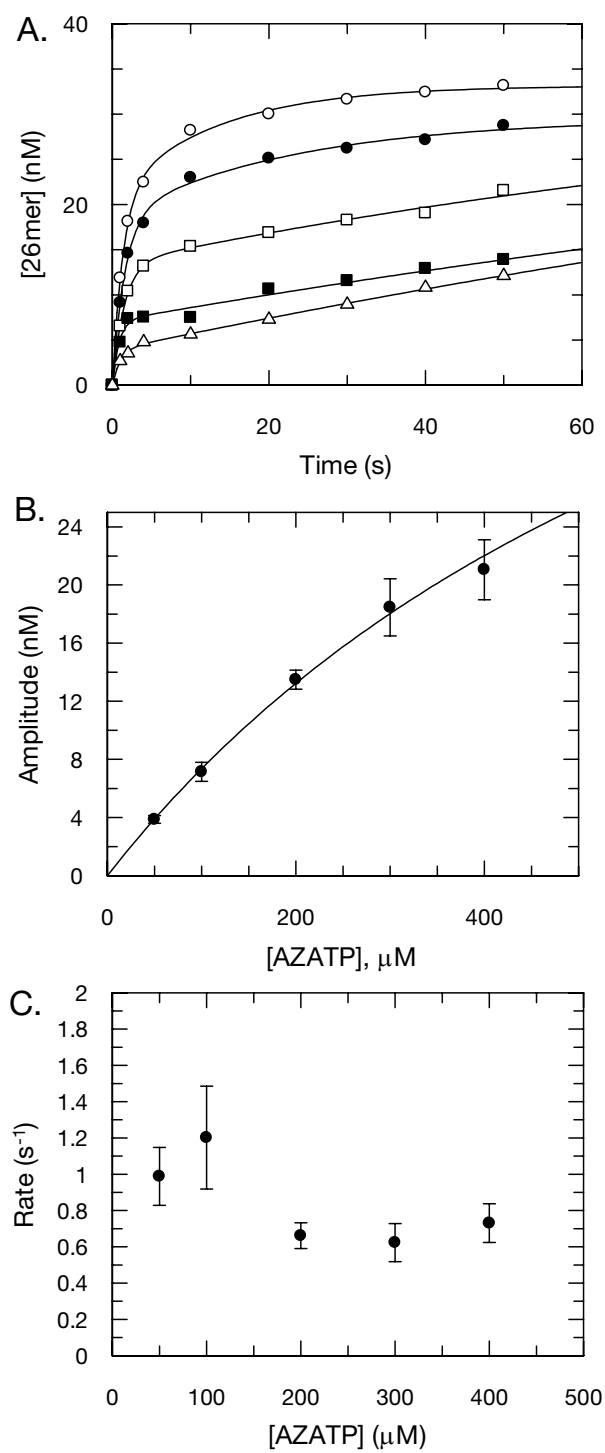 A.
40
20
0
[26mer] (nM)
0 20 40 60
Time (s)
B.
24
20
16
12
8
4
0
Amplitude (nM)
0 200 400
[AZATP], μM
C.
2
1.8
1.6
1.4
1.2
1
0.8
0.6
0.4
0.2
0
Rate (s-1)
0 100 200 300 400 500
[AZATP] (μM)